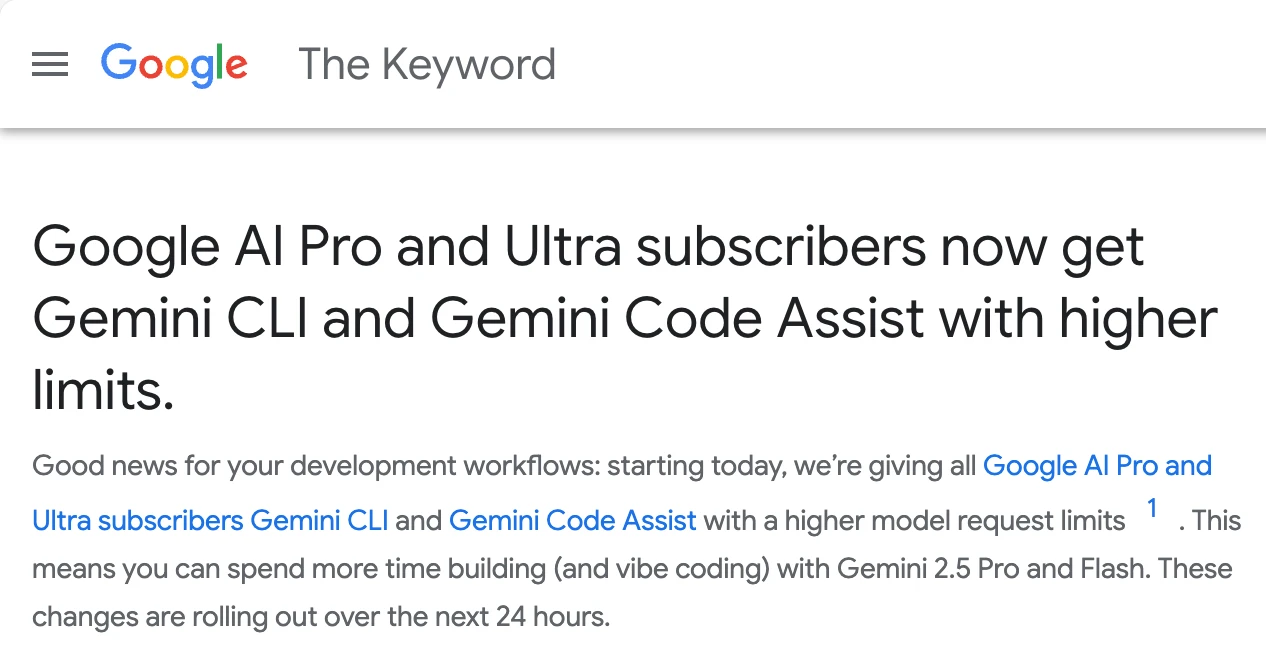 Google The Keyword
Google AI Pro and Ultra subscribers now get
Gemini CLI and Gemini Code Assist with higher
limits.
Good news for your development workflows: starting today, we’re giving all Google AI Pro and
Ultra subscribers Gemini CLI and Gemini Code Assist with a higher model request limits 1 . This
means you can spend more time building (and vibe coding) with Gemini 2.5 Pro and Flash. These
changes are rolling out over the next 24 hours.